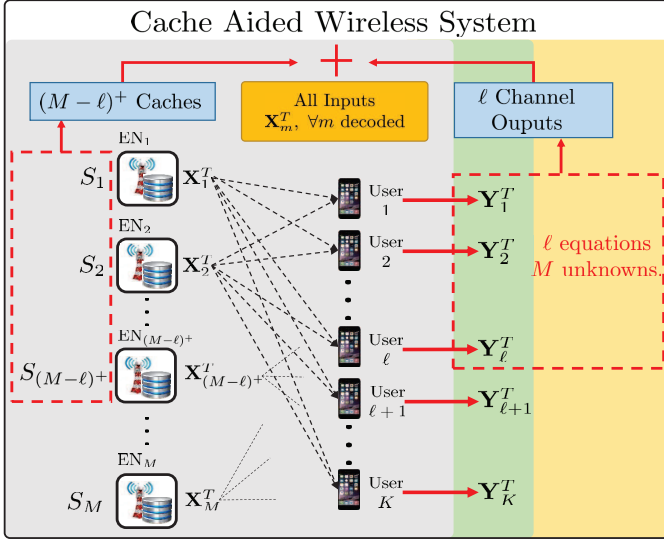 Cache Aided Wireless System
(M − ℓ)⁺ Caches
All Inputs
X_m^T, ∀m decoded
ℓ Channel
Ouputs
EN₁
S₁
X₁^T
User
1
Y₁^T
EN₂
S₂
X₂^T
User
2
Y₂^T
ℓ equations
M unknowns.
EN_{(M−ℓ)⁺}
S_{(M−ℓ)⁺}
X_{(M−ℓ)⁺}^T
User
ℓ
Y_ℓ^T
User
ℓ + 1
Y_{ℓ+1}^T
EN_M
S_M
X_M^T
User
K
Y_K^T